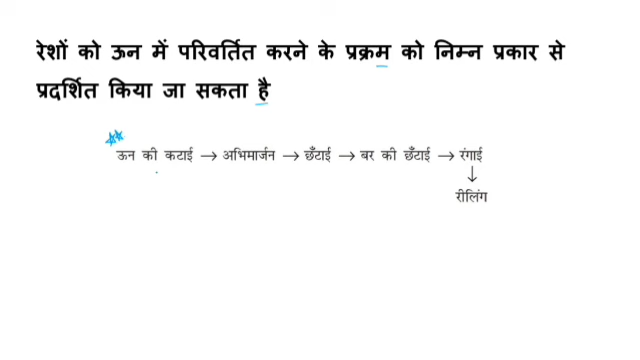 रेशों को ऊन में परिवर्तित करने के प्रक्रम को निम्न प्रकार से
प्रदर्शित किया जा सकता है
ऊन की कटाई → अभिमार्जन → छँटाई → बर की छँटाई → रंगाई
↓
रीलिंग